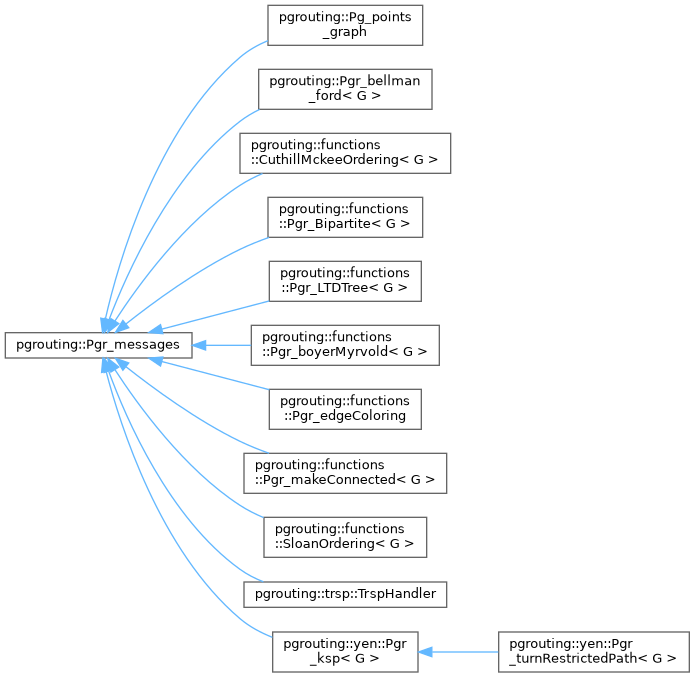 pgrouting::Pg_points
_graph
pgrouting::Pgr_bellman
_ford< G >
pgrouting::functions
::CuthillMckeeOrdering< G >
pgrouting::functions
::Pgr_Bipartite< G >
pgrouting::functions
::Pgr_LTDTree< G >
pgrouting::Pgr_messages
pgrouting::functions
::Pgr_boyerMyrvold< G >
pgrouting::functions
::Pgr_edgeColoring
pgrouting::functions
::Pgr_makeConnected< G >
pgrouting::functions
::SloanOrdering< G >
pgrouting::trsp::TrspHandler
pgrouting::yen::Pgr
_ksp< G >
pgrouting::yen::Pgr
_turnRestrictedPath< G >